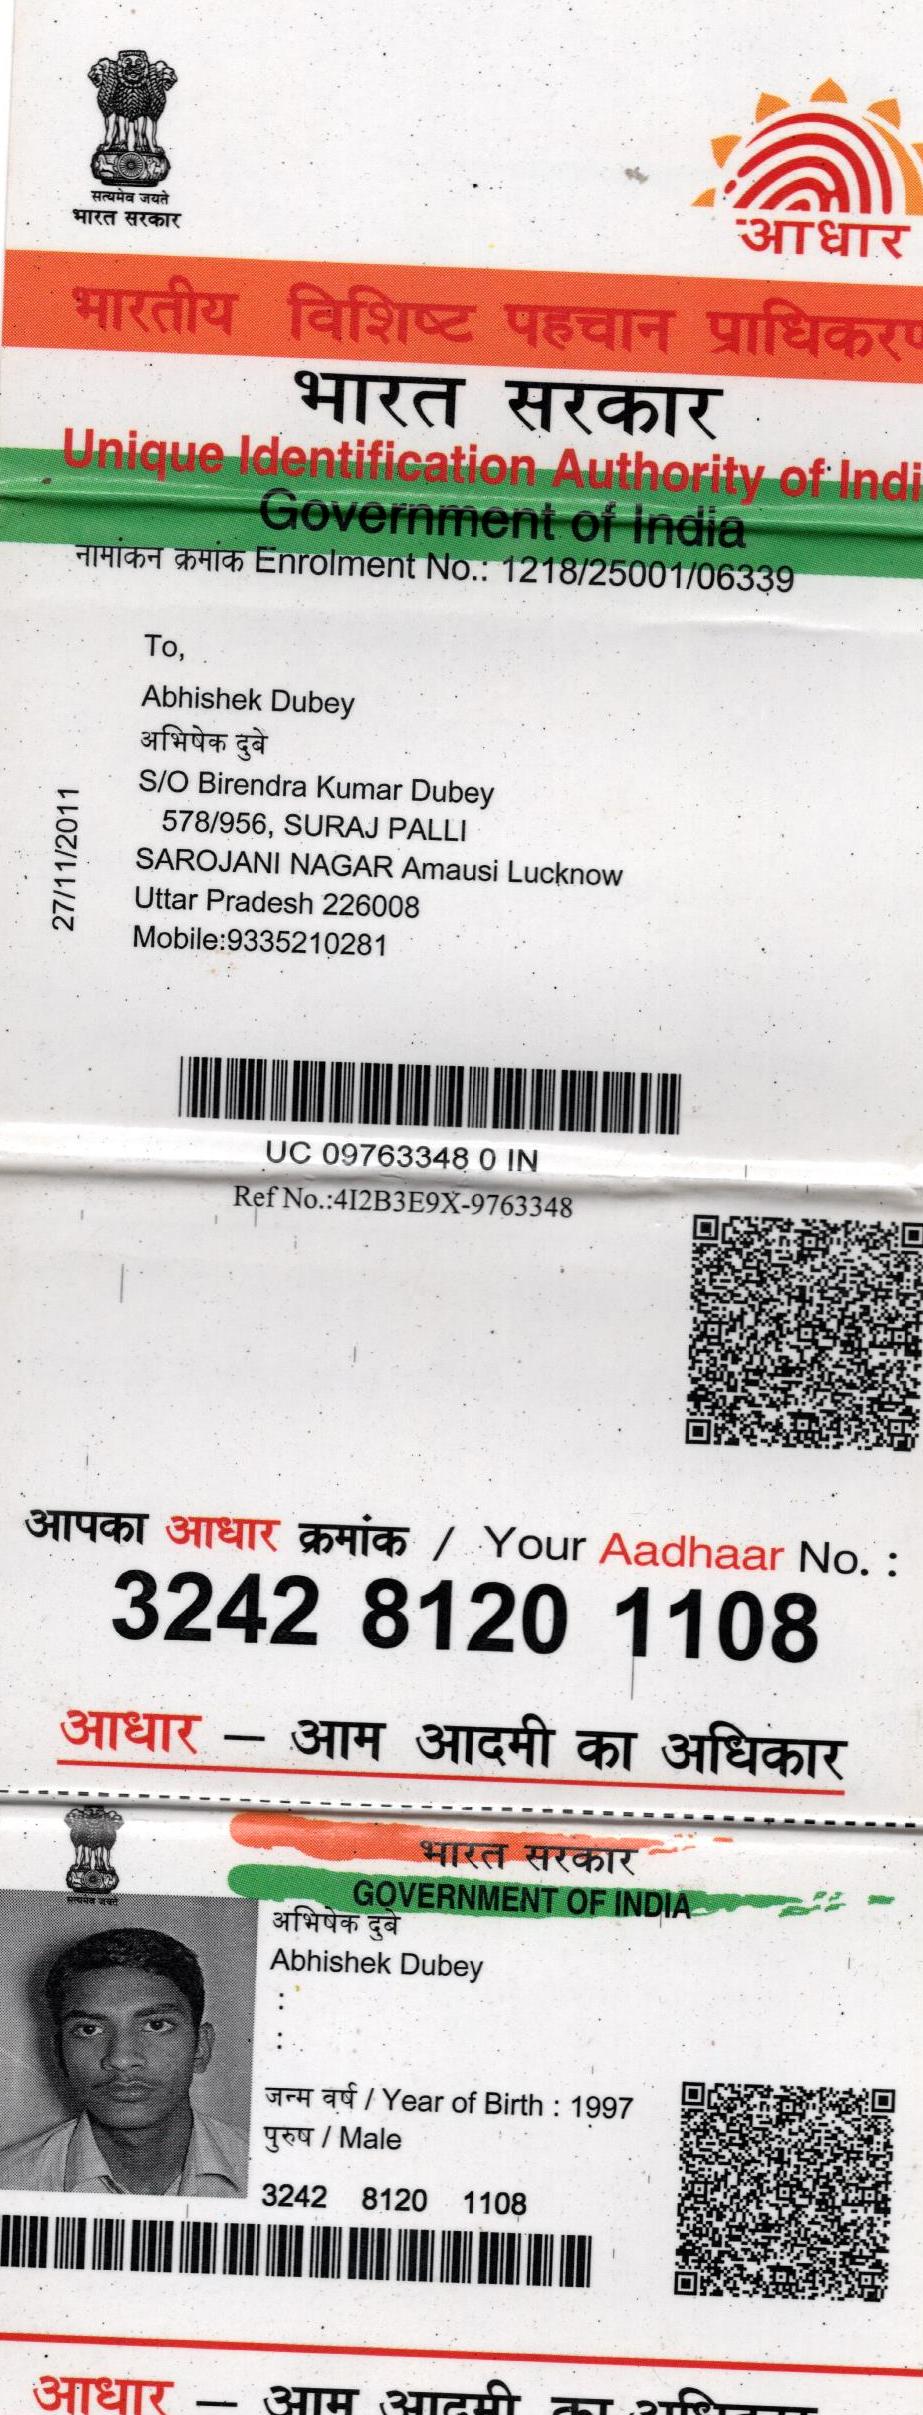 सत्यमेव जयते
भारत सरकार
आधार
भारतीय विशिष्ट पहचान प्राधिकरण
भारत सरकार
Unique Identification Authority of Indi
Government of India
नामांकन क्रमांक Enrolment No.: 1218/25001/06339
To,
Abhishek Dubey
अभिषेक दुबे
S/O Birendra Kumar Dubey
578/956, SURAJ PALLI
SAROJANI NAGAR Amausi Lucknow
Uttar Pradesh 226008
Mobile:9335210281
27/11/2011
UC 09763348 0 IN
Ref No.:4I2B3E9X-9763348
आपका आधार क्रमांक / Your Aadhaar No. :
3242 8120 1108
आधार – आम आदमी का अधिकार
सत्यमेव जयते
भारत सरकार
GOVERNMENT OF INDIA
अभिषेक दुबे
Abhishek Dubey
:
:
जन्म वर्ष / Year of Birth : 1997
पुरुष / Male
3242 8120 1108
आधार – आम आदमी का अधिकार